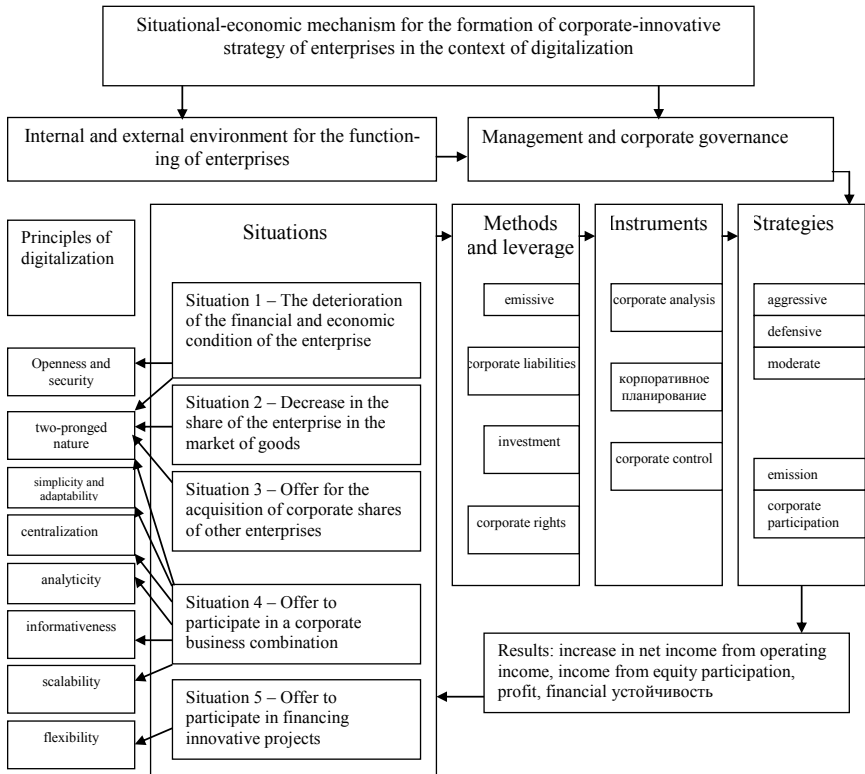 Situational-economic mechanism for the formation of corporate-innovative
strategy of enterprises in the context of digitalization
Internal and external environment for the function-
ing of enterprises
Management and corporate governance
Principles of
digitalization
Openness and
security
two-pronged
nature
simplicity and
adaptability
centralization
analyticity
informativeness
scalability
flexibility
Situations
Situation 1 – The deterioration
of the financial and economic
condition of the enterprise
Situation 2 – Decrease in the
share of the enterprise in the
market of goods
Situation 3 – Offer for the
acquisition of corporate shares
of other enterprises
Situation 4 – Offer to
participate in a corporate
business combination
Situation 5 – Offer to
participate in financing
innovative projects
Methods
and leverage
emissive
corporate liabilities
investment
corporate rights
Instruments
corporate analysis
корпоративное
планирование
corporate control
Strategies
aggressive
defensive
moderate
emission
corporate
participation
Results: increase in net income from operating
income, income from equity participation,
profit, financial устойчивость